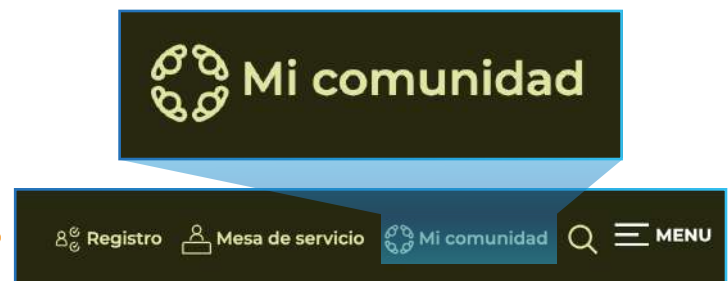 Mi comunidad
Registro Mesa de servicio Mi comunidad MENU